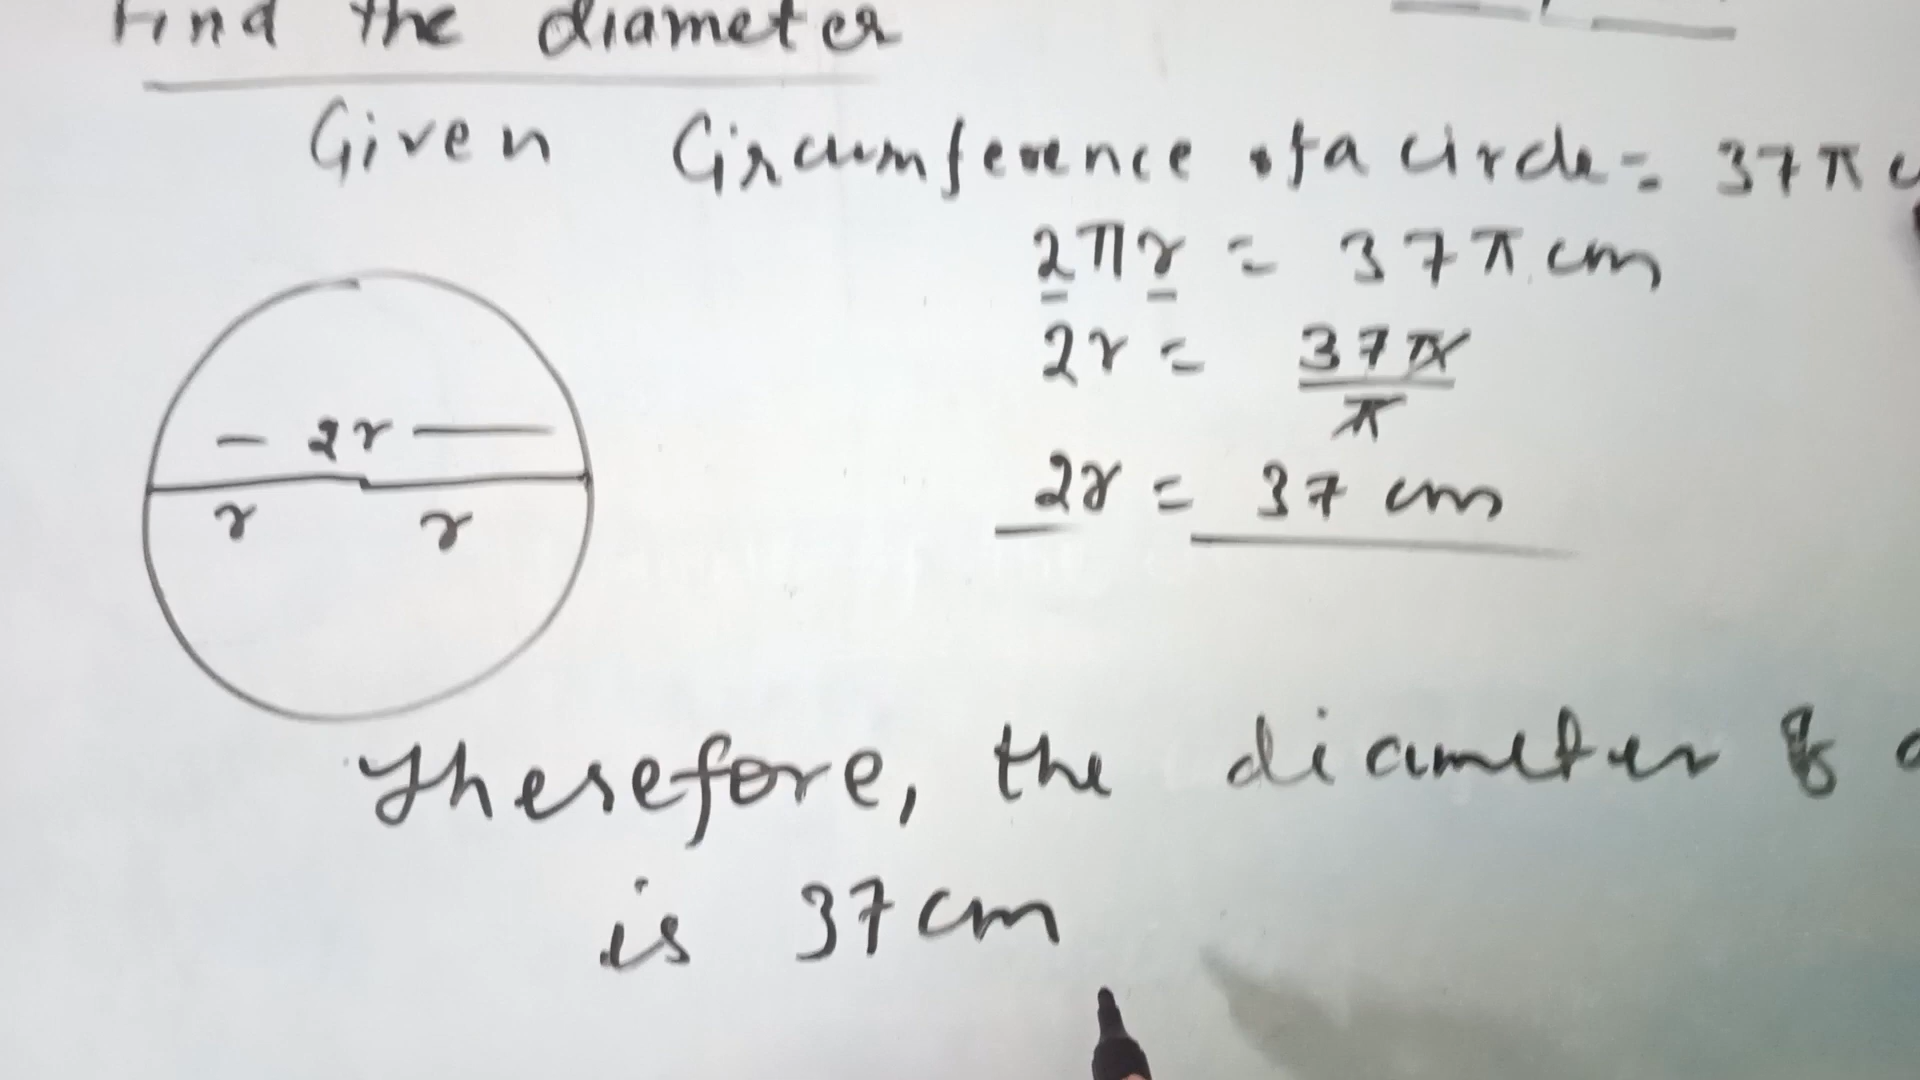 Find the diameter
Given Circumference of a circle = 37π
2πr = 37π cm
2r = 37π/π
2r = 37 cm
- 2r —
r r
Therefore, the diameter of
is 37 cm